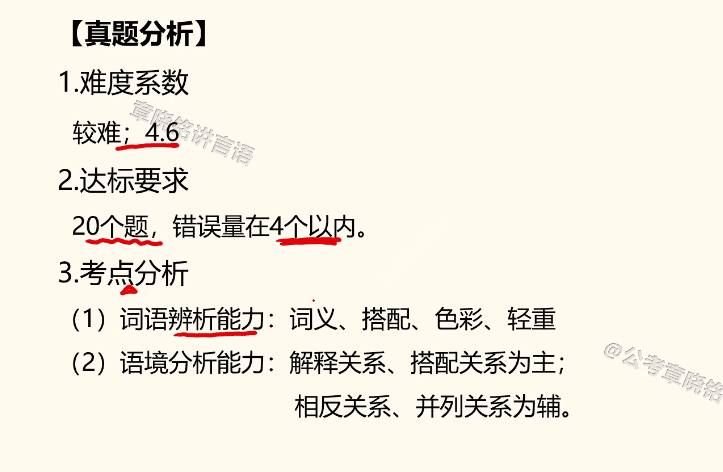 【真题分析】
1.难度系数
较难；4.6
章晓铭讲言语
2.达标要求
20个题，错误量在4个以内。
3.考点分析
（1）词语辨析能力：词义、搭配、色彩、轻重
（2）语境分析能力：解释关系、搭配关系为主；
@公考章晓铭
相反关系、并列关系为辅。